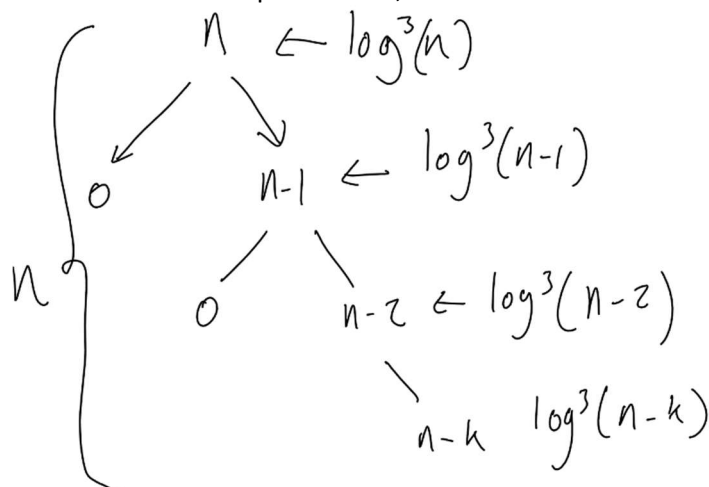 n ← log³(n)
0 n-1 ← log³(n-1)
n 0 n-2 ← log³(n-2)
n-k log³(n-k)